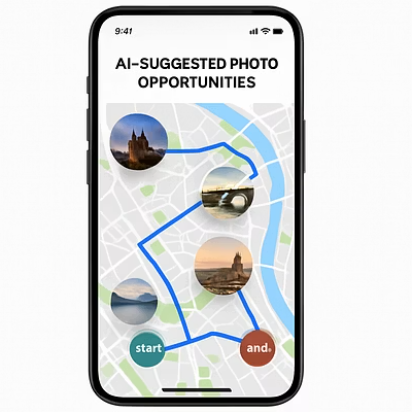 9:41
AI-SUGGESTED PHOTO
OPPORTUNITIES
start
and.